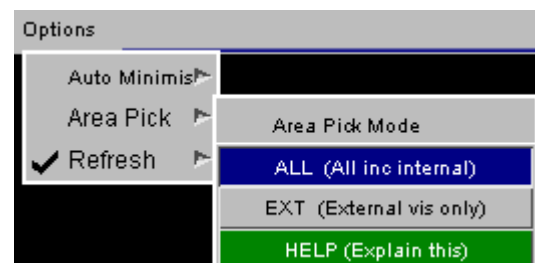 Options
Auto Minimis
Area Pick
Refresh
Area Pick Mode
ALL (All inc internal)
EXT (External vis only)
HELP (Explain this)